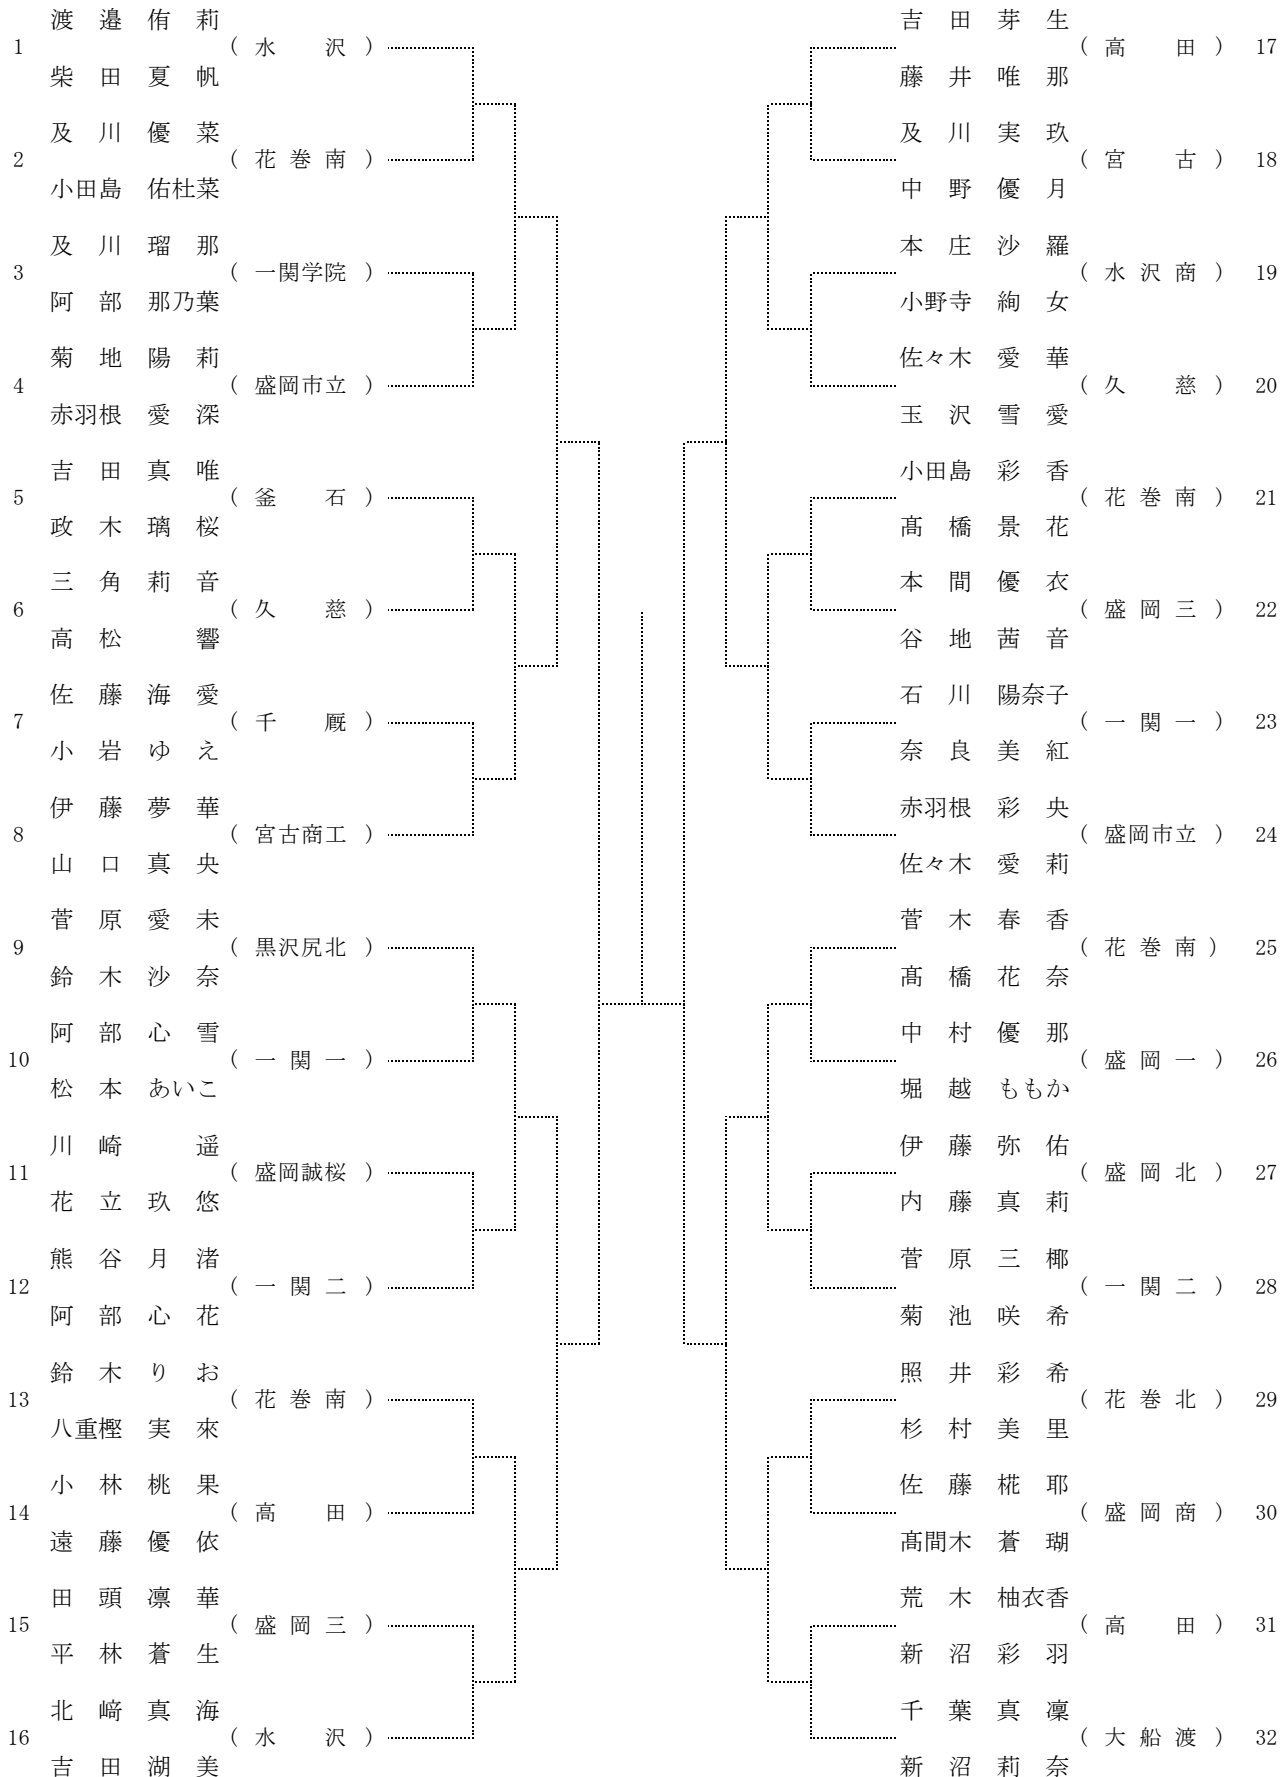 渡邉侑莉
1 (水沢)
柴田夏帆
及川優菜
2 (花巻南)
小田島佑杜菜
及川瑠那
3 (一関学院)
阿部那乃葉
菊地陽莉
4 (盛岡市立)
赤羽根愛深
吉田真唯
5 (釜石)
政木璃桜
三角莉音
6 (久慈)
高松響
佐藤海愛
7 (千厩)
小岩ゆえ
伊藤夢華
8 (宮古商工)
山口真央
菅原愛未
9 (黒沢尻北)
鈴木沙奈
阿部心雪
10 (一関一)
松本あいこ
川崎遥
11 (盛岡誠桜)
花立玖悠
熊谷月渚
12 (一関二)
阿部心花
鈴木りお
13 (花巻南)
八重樫実來
小林桃果
14 (高田)
遠藤優依
田頭凛華
15 (盛岡三)
平林蒼生
北﨑真海
16 (水沢)
吉田湖美
吉田芽生
(高田) 17
藤井唯那
及川実玖
(宮古) 18
中野優月
本庄沙羅
(水沢商) 19
小野寺絢女
佐々木愛華
(久慈) 20
玉沢雪愛
小田島彩香
(花巻南) 21
髙橋景花
本間優衣
(盛岡三) 22
谷地茜音
石川陽奈子
(一関一) 23
奈良美紅
赤羽根彩央
(盛岡市立) 24
佐々木愛莉
菅木春香
(花巻南) 25
髙橋花奈
中村優那
(盛岡一) 26
堀越ももか
伊藤弥佑
(盛岡北) 27
内藤真莉
菅原三椰
(一関二) 28
菊池咲希
照井彩希
(花巻北) 29
杉村美里
佐藤椛耶
(盛岡商) 30
髙間木蒼瑚
荒木柚衣香
(高田) 31
新沼彩羽
千葉真凜
(大船渡) 32
新沼莉奈